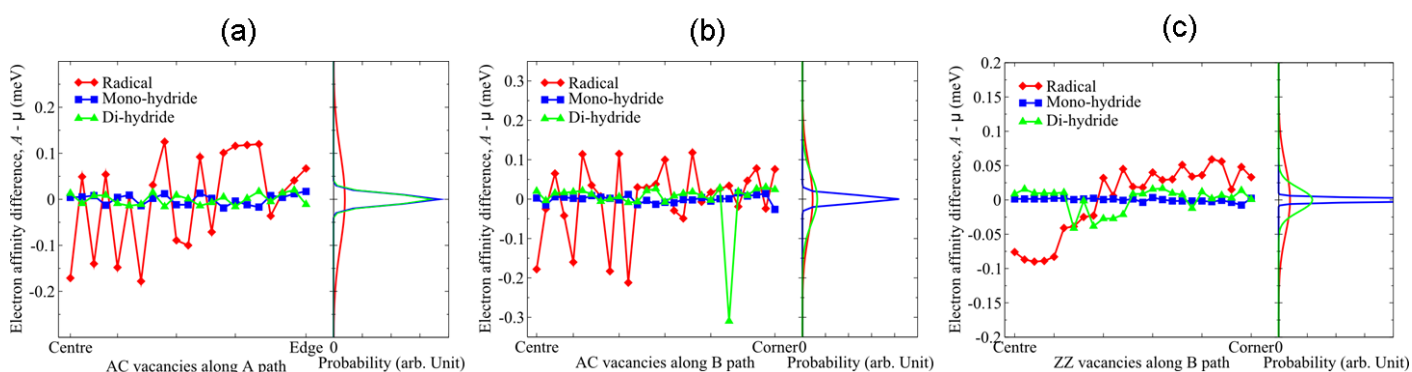 (a)
Electron affinity difference, A - μ (meV)
0.2
0.1
0
-0.1
-0.2
Radical
Mono-hydride
Di-hydride
Centre
Edge
0
AC vacancies along A path
Probability (arb. Unit)
(b)
Electron affinity difference, A - μ (meV)
0.3
0.2
0.1
0
-0.1
-0.2
-0.3
Radical
Mono-hydride
Di-hydride
Centre
Corner
0
AC vacancies along B path
Probability (arb. Unit)
(c)
Electron affinity difference, A - μ (meV)
0.2
0.15
0.1
0.05
0
-0.05
-0.1
-0.15
-0.2
Radical
Mono-hydride
Di-hydride
Centre
Corner
0
ZZ vacancies along B path
Probability (arb. Unit)